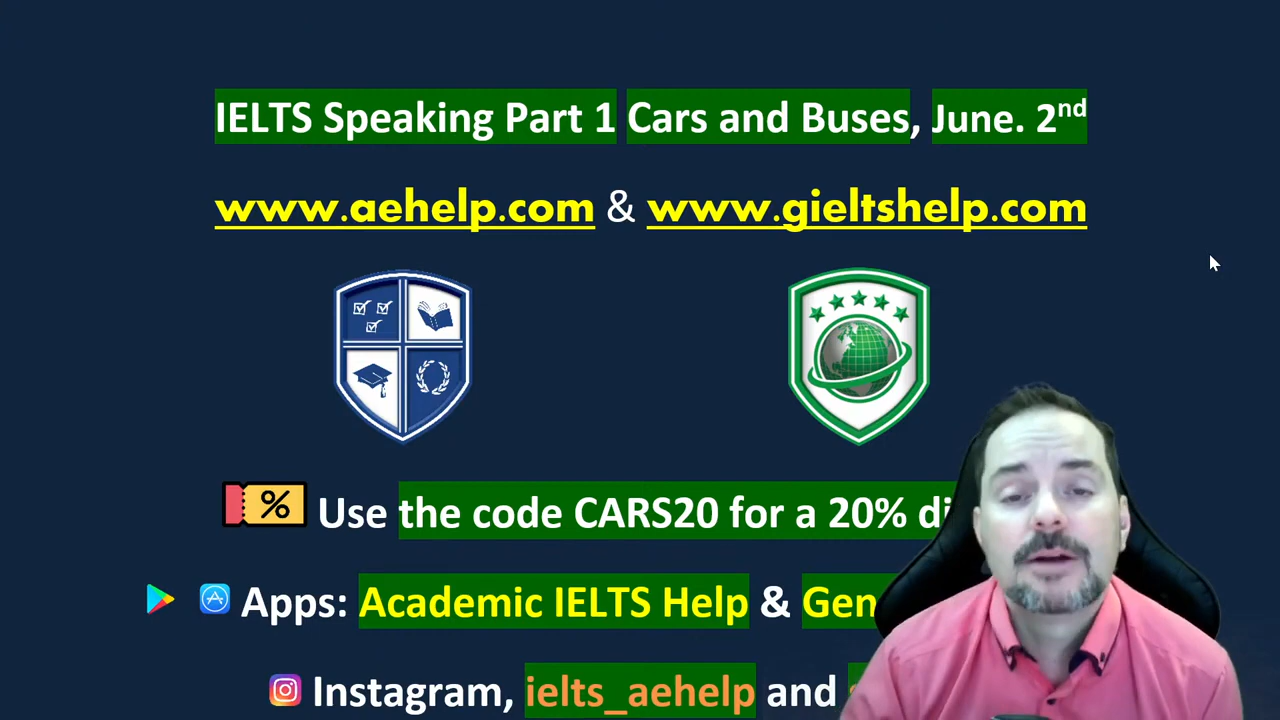 IELTS Speaking Part 1 Cars and Buses, June. 2nd
www.aehelp.com & www.gieltshelp.com
% Use the code CARS20 for a 20%
Apps: Academic IELTS Help &
Instagram, ielts_aehelp and